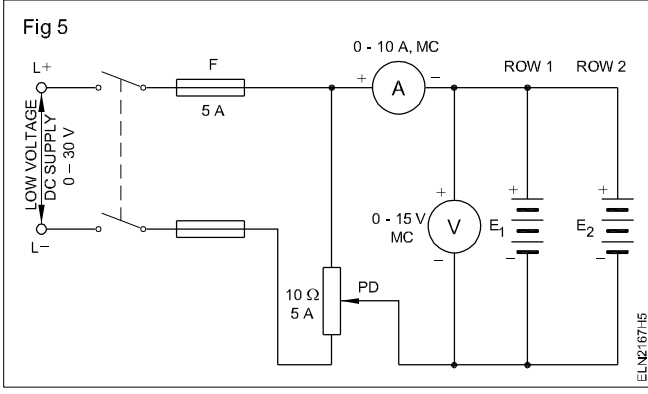 Fig 5
0 - 10 A, MC
L+
F
+
A
−
ROW 1
ROW 2
5 A
LOW VOLTAGE
DC SUPPLY
0 – 30 V
+
+
+
0 - 15 V
MC
V
E1
E2
−
−
−
L−
10 Ω
5 A
PD
ELN2167H5